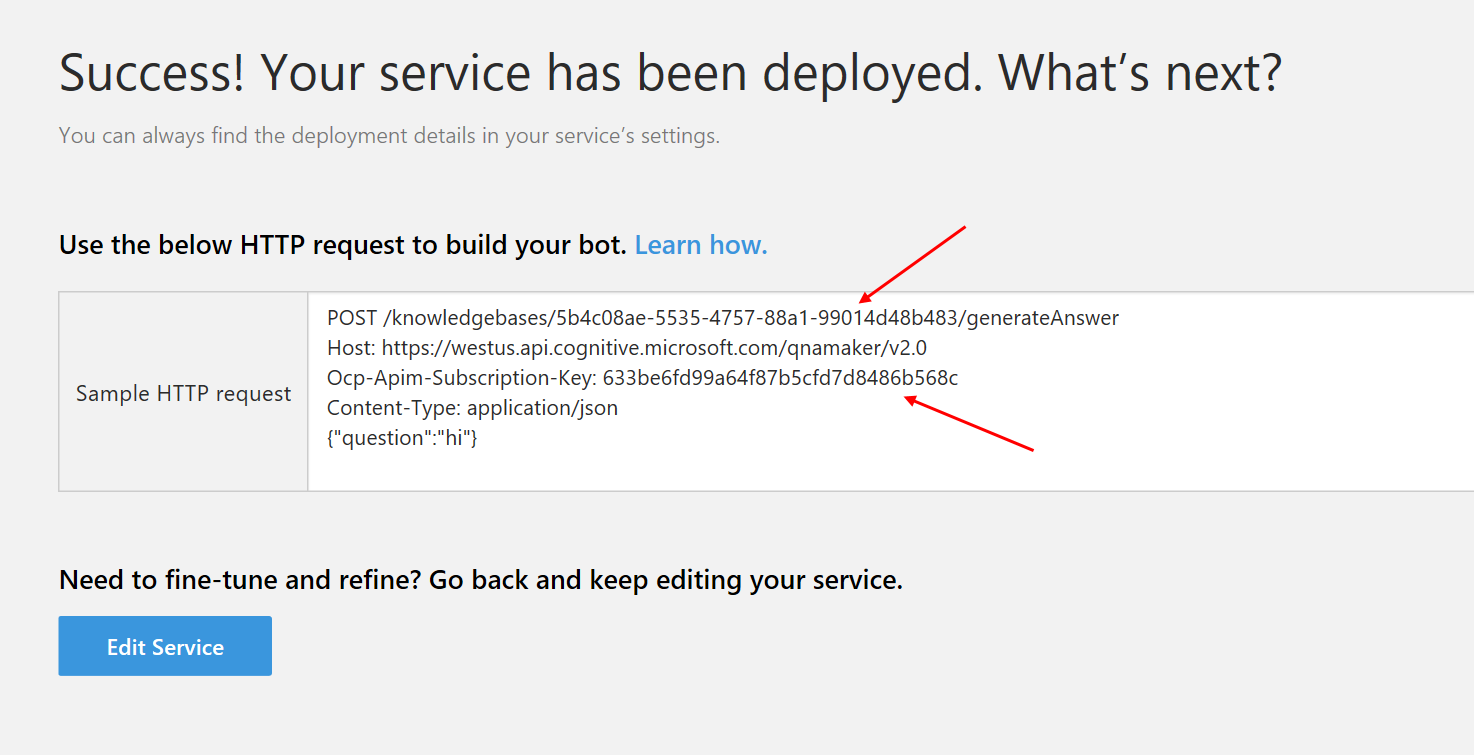 Success! Your service has been deployed. What's next?
You can always find the deployment details in your service's settings.
Use the below HTTP request to build your bot. Learn how.
Sample HTTP request
POST /knowledgebases/5b4c08ae-5535-4757-88a1-99014d48b483/generateAnswer
Host: https://westus.api.cognitive.microsoft.com/qnamaker/v2.0
Ocp-Apim-Subscription-Key: 633be6fd99a64f87b5cfd7d8486b568c
Content-Type: application/json
{"question":"hi"}
Need to fine-tune and refine? Go back and keep editing your service.
Edit Service